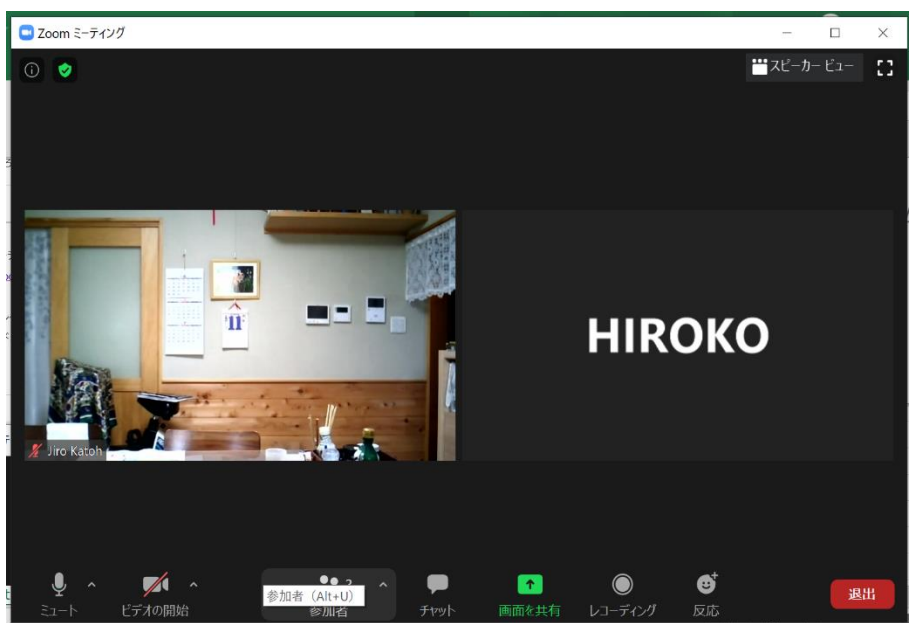 Zoom ミーティング
スピーカー ビュー
11
Jiro Katoh
HIROKO
2
参加者 (Alt+U)
ミュート
ビデオの開始
参加者
チャット
画面を共有
レコーディング
反応
退出